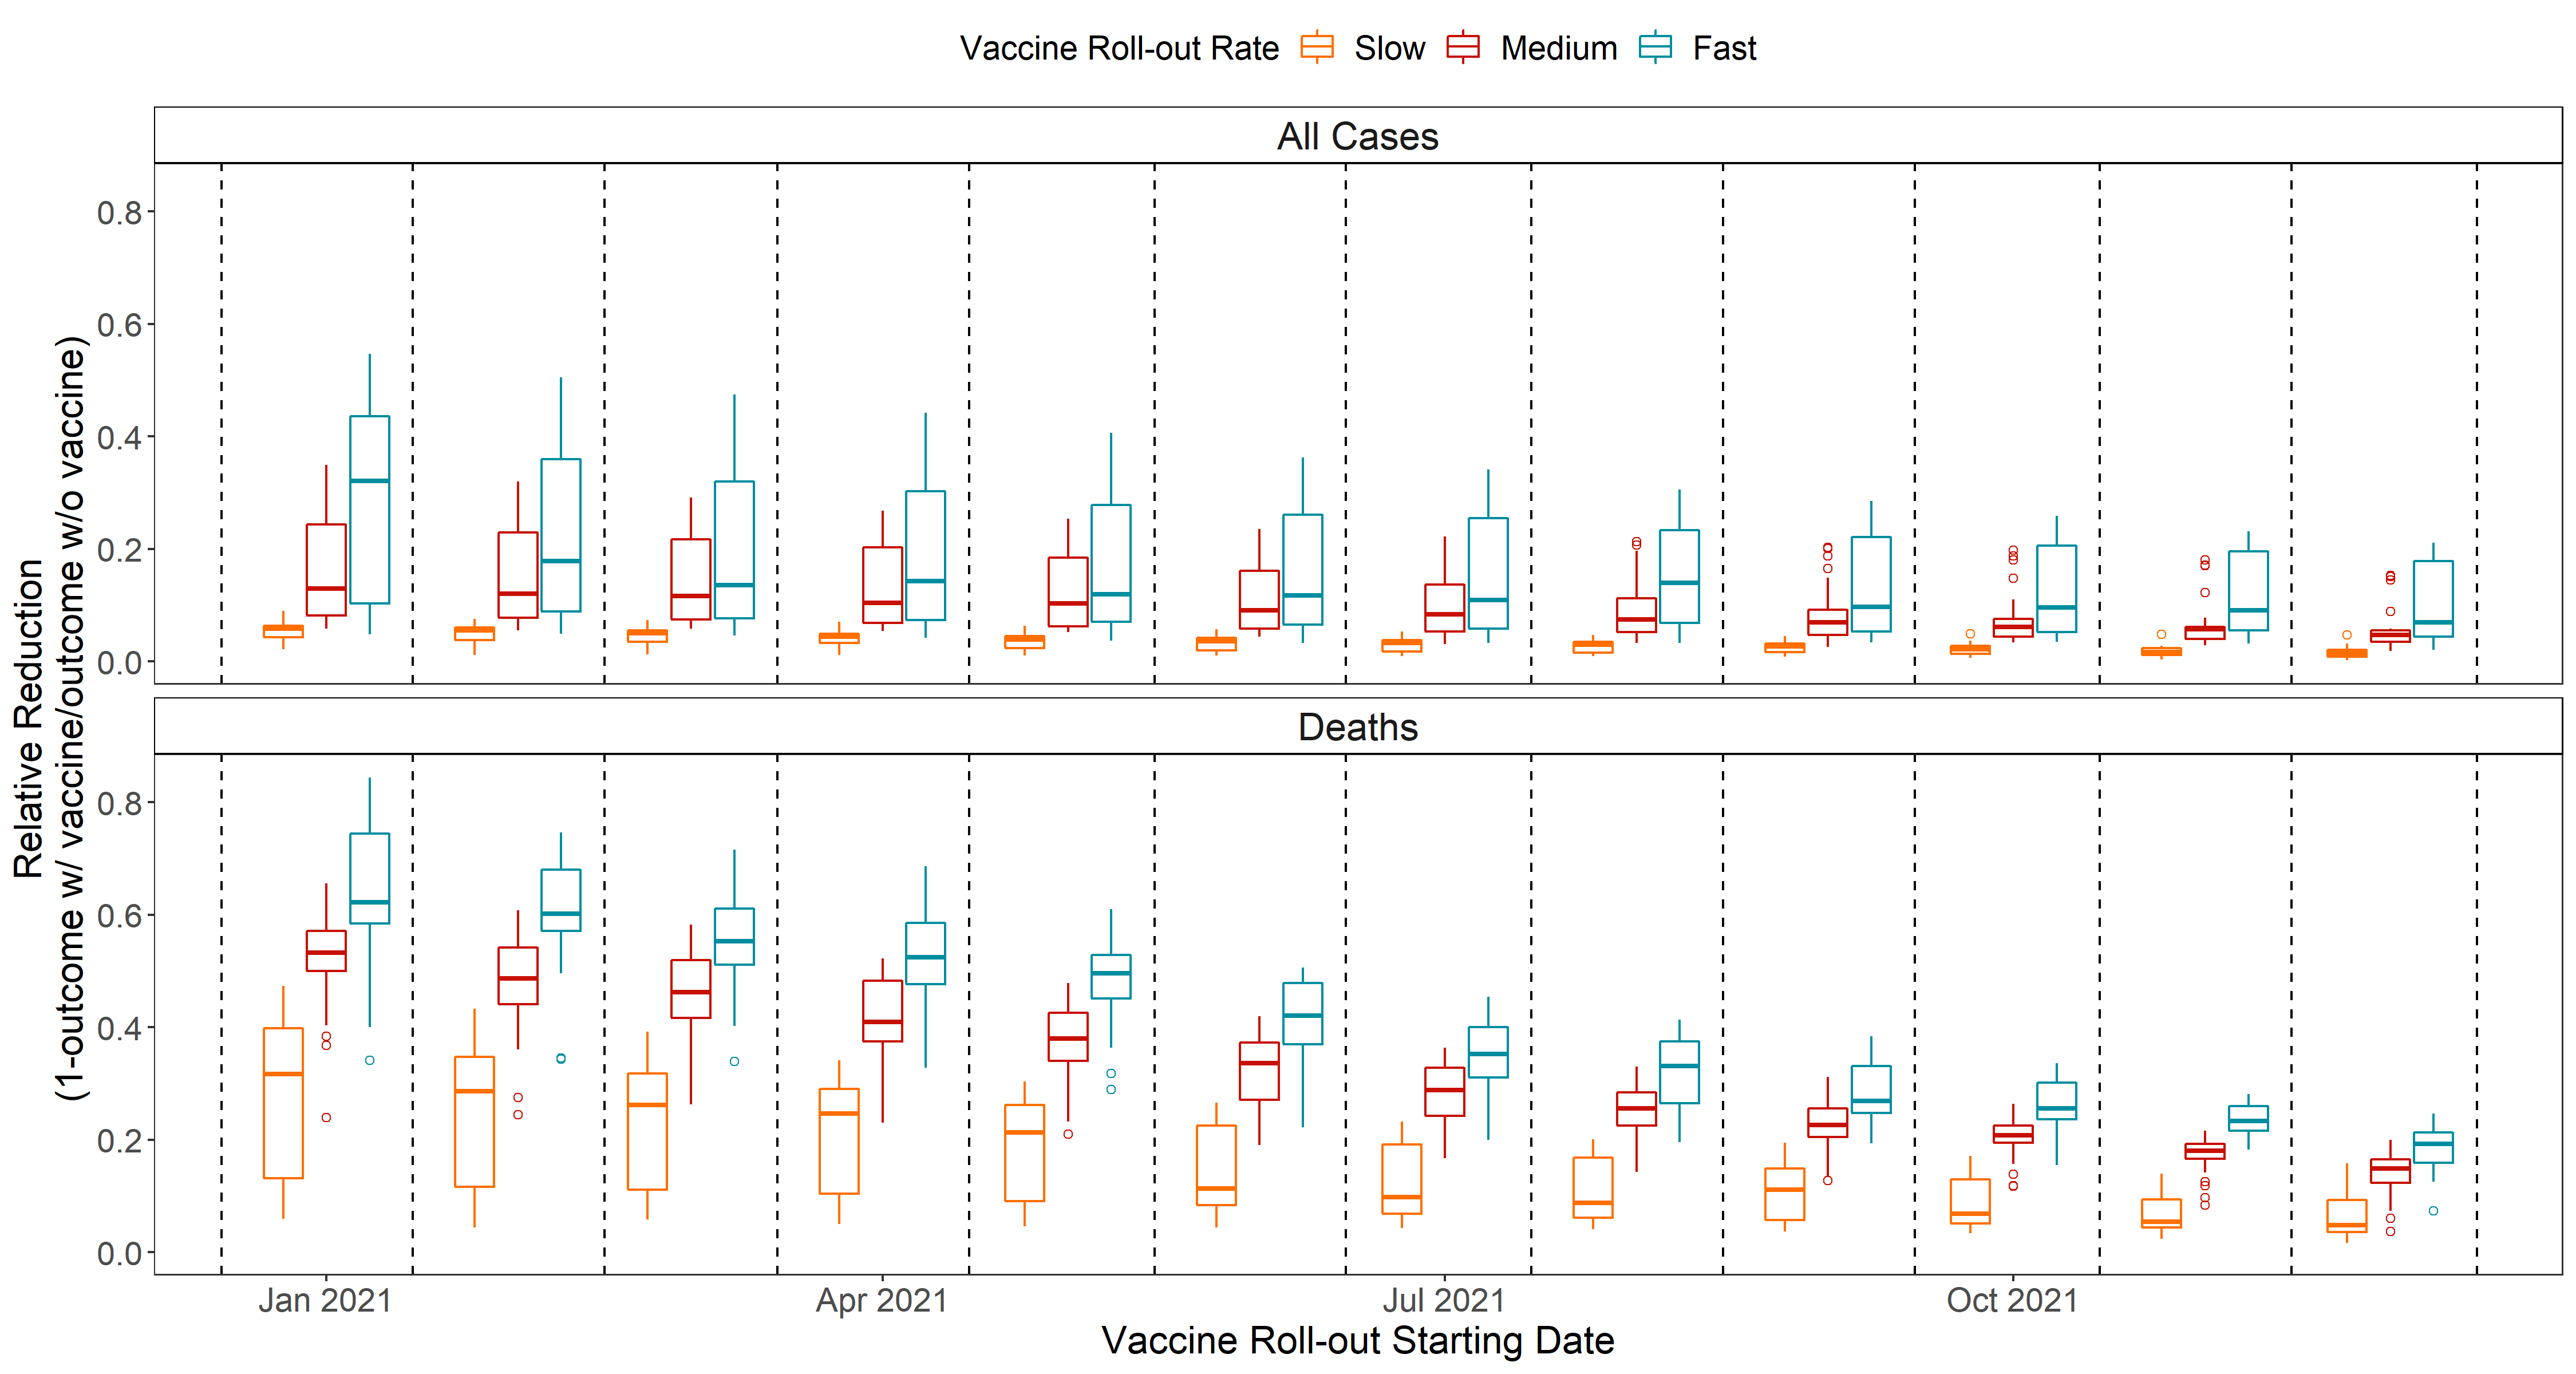 Vaccine Roll-out Rate Slow Medium Fast
All Cases
0.8
0.6
0.4
0.2
0.0
Relative Reduction
(1-outcome w/ vaccine/outcome w/o vaccine)
Deaths
0.8
0.6
0.4
0.2
0.0
Jan 2021 Apr 2021 Jul 2021 Oct 2021
Vaccine Roll-out Starting Date